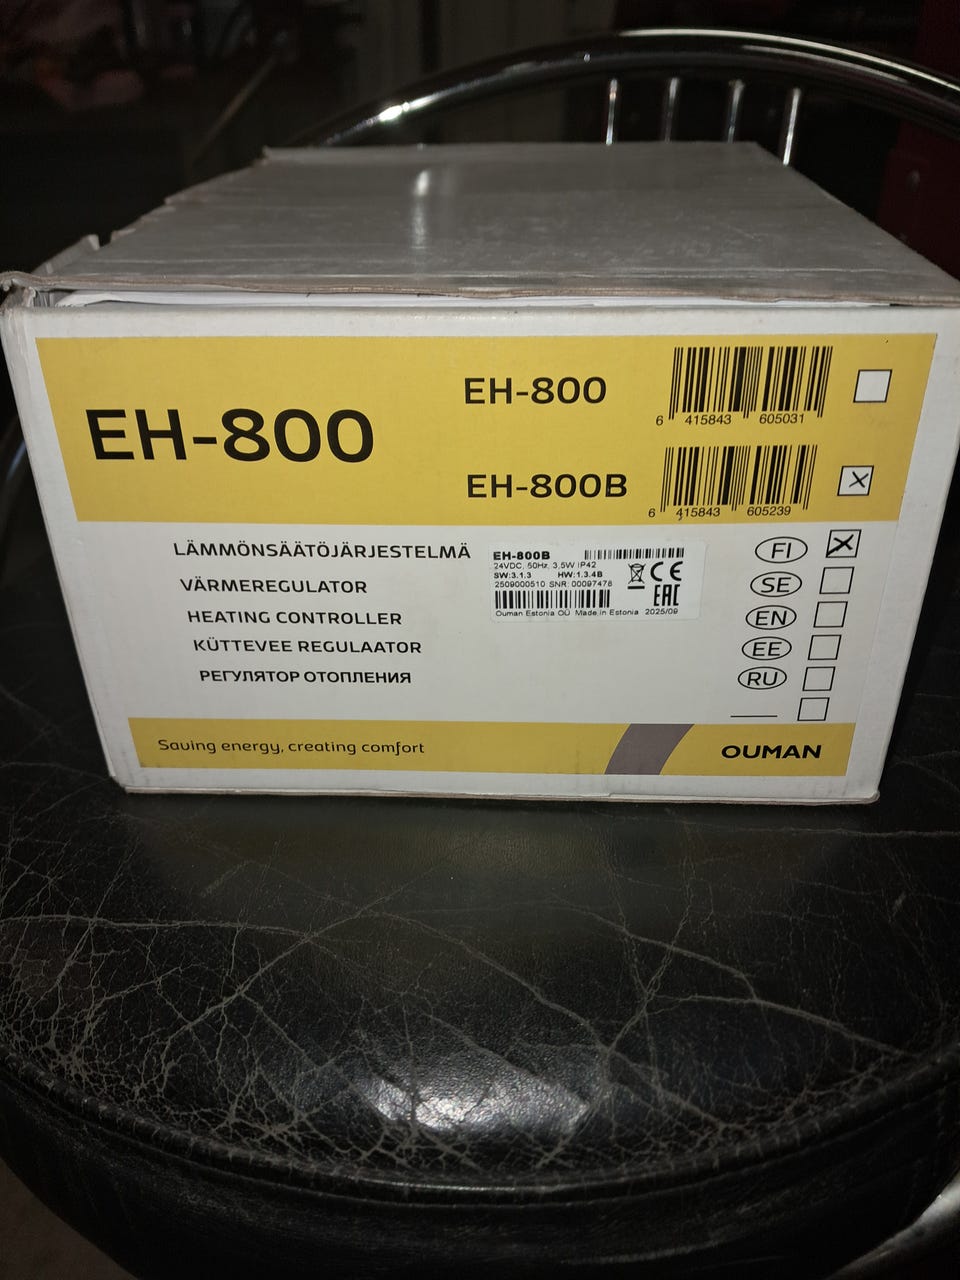 EH-800
EH-800
6 415843 605031
EH-800B
6 415843 605239
LÄMMÖNSÄÄTÖJÄRJESTELMÄ
VÄRMEREGULATOR
HEATING CONTROLLER
KÜTTEVEE REGULAATOR
РЕГУЛЯТОР ОТОПЛЕНИЯ
EH-800B
24VDC, 50Hz, 3,5W IP42
SW:3.1.3 HW:1.3.4B
2509000510 SNR: 00097478
Ouman Estonia OÜ Made in Estonia 2025/09
CE
EAC
FI
SE
EN
EE
RU
Saving energy, creating comfort
OUMAN